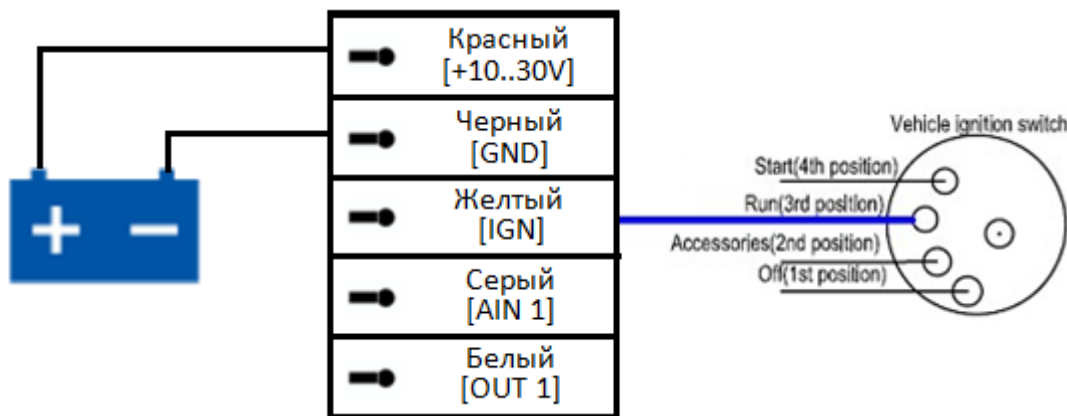 Красный
[+10..30V]
Черный
[GND]
Желтый
[IGN]
Серый
[AIN 1]
Белый
[OUT 1]
Vehicle ignition switch
Start(4th position)
Run(3rd position)
Accessories(2nd position)
Off(1st position)